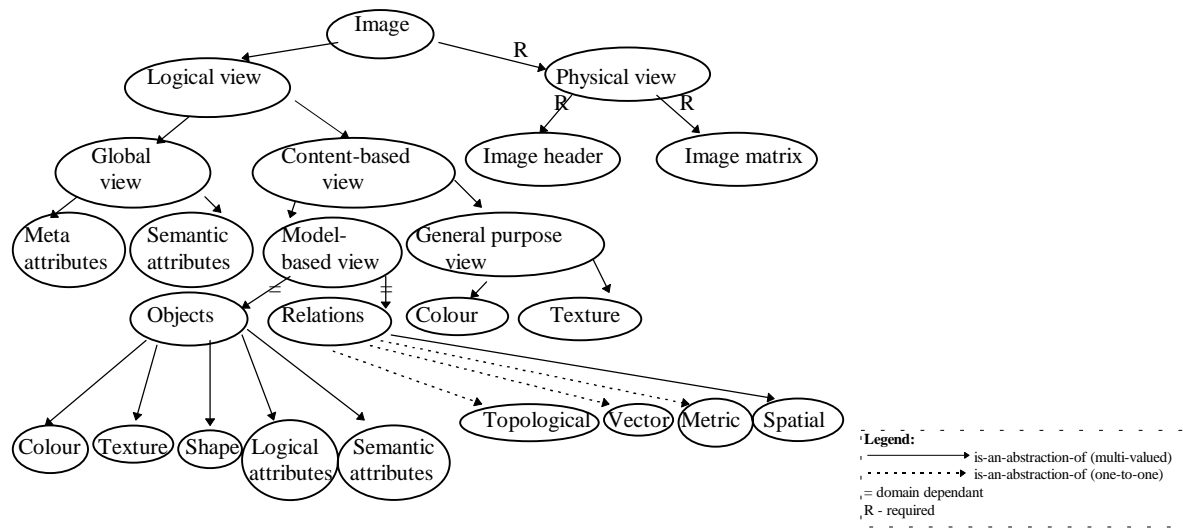 Image
R
Logical view
Physical view
R
R
Global
view
Content-based
view
Image header
Image matrix
Meta
attributes
Semantic
attributes
Model-
based view
General purpose
view
=
=
Objects
Relations
Colour
Texture
Topological
Vector
Metric
Spatial
Colour
Texture
Shape
Logical
attributes
Semantic
attributes
Legend:
is-an-abstraction-of (multi-valued)
is-an-abstraction-of (one-to-one)
= domain dependant
R - required